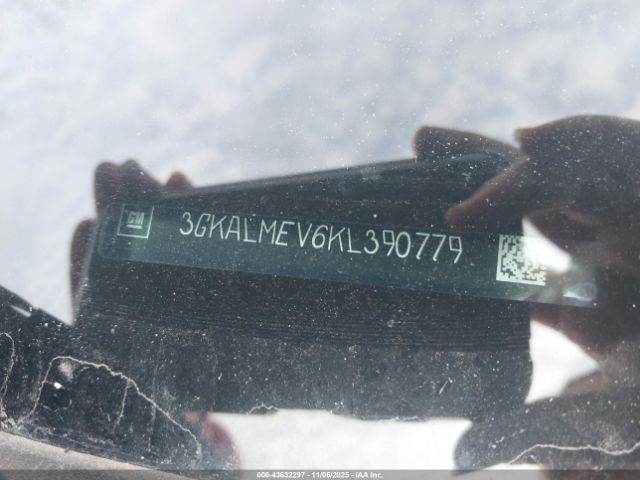 GM 3GKALMEV6KL390779
000-43632297 - 11/06/2025 - IAA Inc.